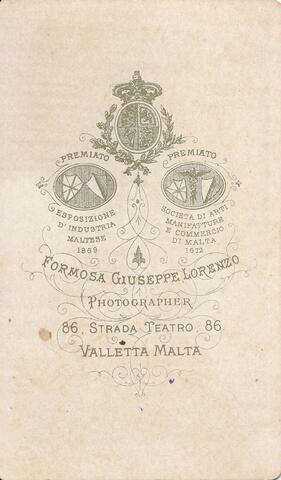 PREMIATO
ESPOSIZIONE
D'INDUSTRIA
MALTESE
1869
PREMIATO
SOCIETA DI ARTI
MANIFATTURE
E COMMERCIO
DI MALTA
1872
FORMOSA GIUSEPPE LORENZO
PHOTOGRAPHER
86. STRADA TEATRO. 86.
VALLETTA MALTA